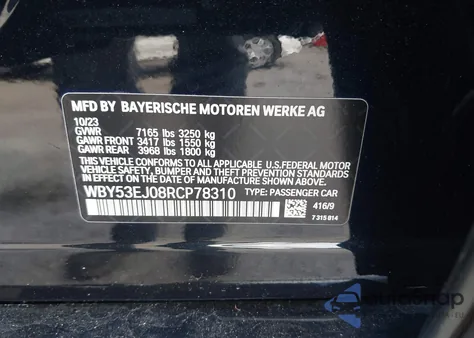 MFD BY BAYERISCHE MOTOREN WERKE AG
10/23
GVWR 7165 lbs 3250 kg
GAWR FRONT 3417 lbs 1550 kg
GAWR REAR 3968 lbs 1800 kg
THIS VEHICLE CONFORMS TO ALL APPLICABLE U.S.FEDERAL MOTOR
VEHICLE SAFETY, BUMPER, AND THEFT PREVENTION STANDARDS
IN EFFECT ON THE DATE OF MANUFACTURE SHOWN ABOVE.
WBY53EJ08RCP78310 TYPE: PASSENGER CAR
416/9
7 315 814